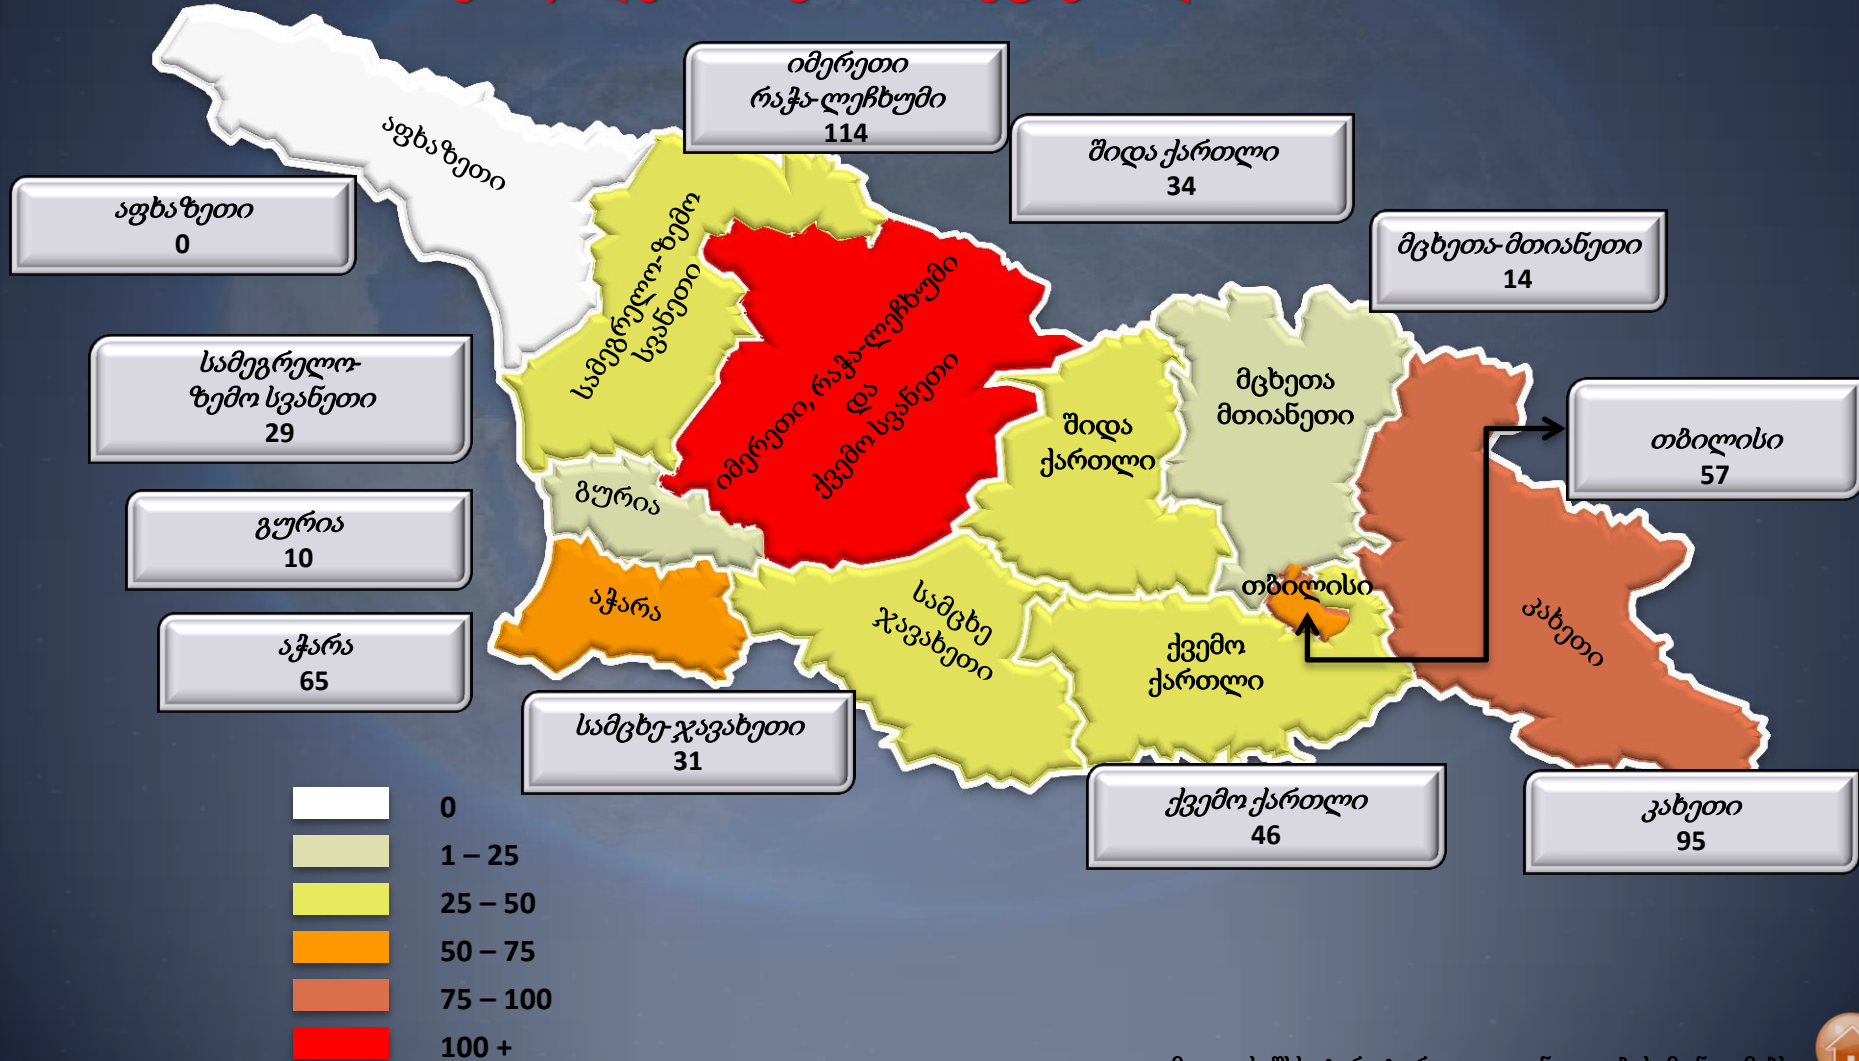 იმერეთი
რაჭა-ლეჩხუმი
114
შიდა ქართლი
34
აფხაზეთი
აფხაზეთი
0
მცხეთა-მთიანეთი
14
სამეგრელო-ზემო
სვანეთი
იმერეთი, რაჭა-ლეჩხუმი
და
ქვემო სვანეთი
სამეგრელო-
ზემო სვანეთი
29
მცხეთა
მთიანეთი
შიდა
ქართლი
თბილისი
57
გურია
გურია
10
აჭარა
თბილისი
კახეთი
სამცხე
ჯავახეთი
ქვემო
ქართლი
აჭარა
65
სამცხე-ჯავახეთი
31
ქვემო ქართლი
46
კახეთი
95
0
1 – 25
25 – 50
50 – 75
75 – 100
100 +